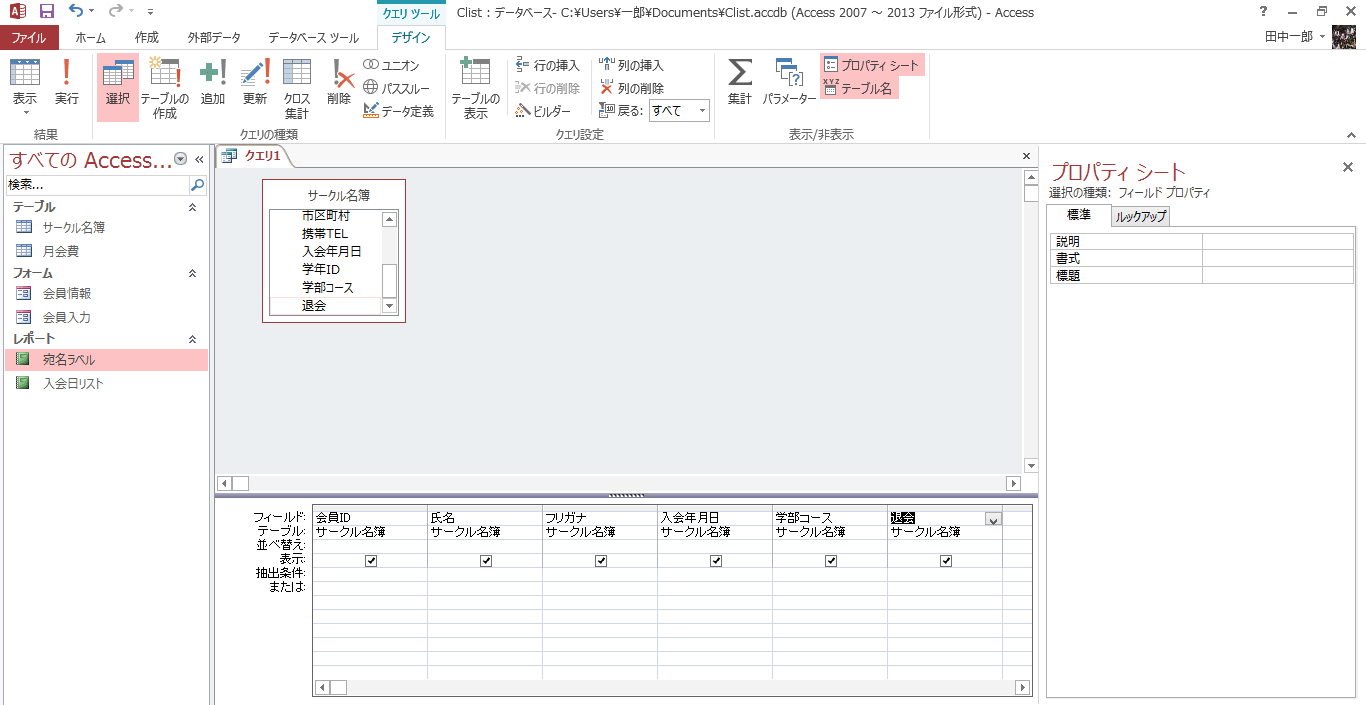 Clist : データベース- C:¥Users¥一郎¥Documents¥Clist.accdb (Access 2007 ～ 2013 ファイル形式) - Access
クエリ ツール
ファイル ホーム 作成 外部データ データベース ツール デザイン
田中一郎
表示
実行
結果
選択
テーブルの
作成
追加
更新
クロス
集計
削除
ユニオン
パススルー
データ定義
クエリの種類
テーブルの
表示
行の挿入
行の削除
ビルダー
列の挿入
列の削除
戻る: すべて
クエリ設定
集計
パラメーター
プロパティ シート
テーブル名
表示/非表示
すべての Access...
検索...
テーブル
サークル名簿
月会費
フォーム
会員情報
会員入力
レポート
宛名ラベル
入会日リスト
クエリ1
サークル名簿
市区町村
携帯TEL
入会年月日
学年ID
学部コース
退会
フィールド: 会員ID 氏名 フリガナ 入会年月日 学部コース 退会
テーブル: サークル名簿 サークル名簿 サークル名簿 サークル名簿 サークル名簿 サークル名簿
並べ替え:
表示:
抽出条件:
または:
プロパティ シート
選択の種類: フィールド プロパティ
標準 ルックアップ
説明
書式
標題